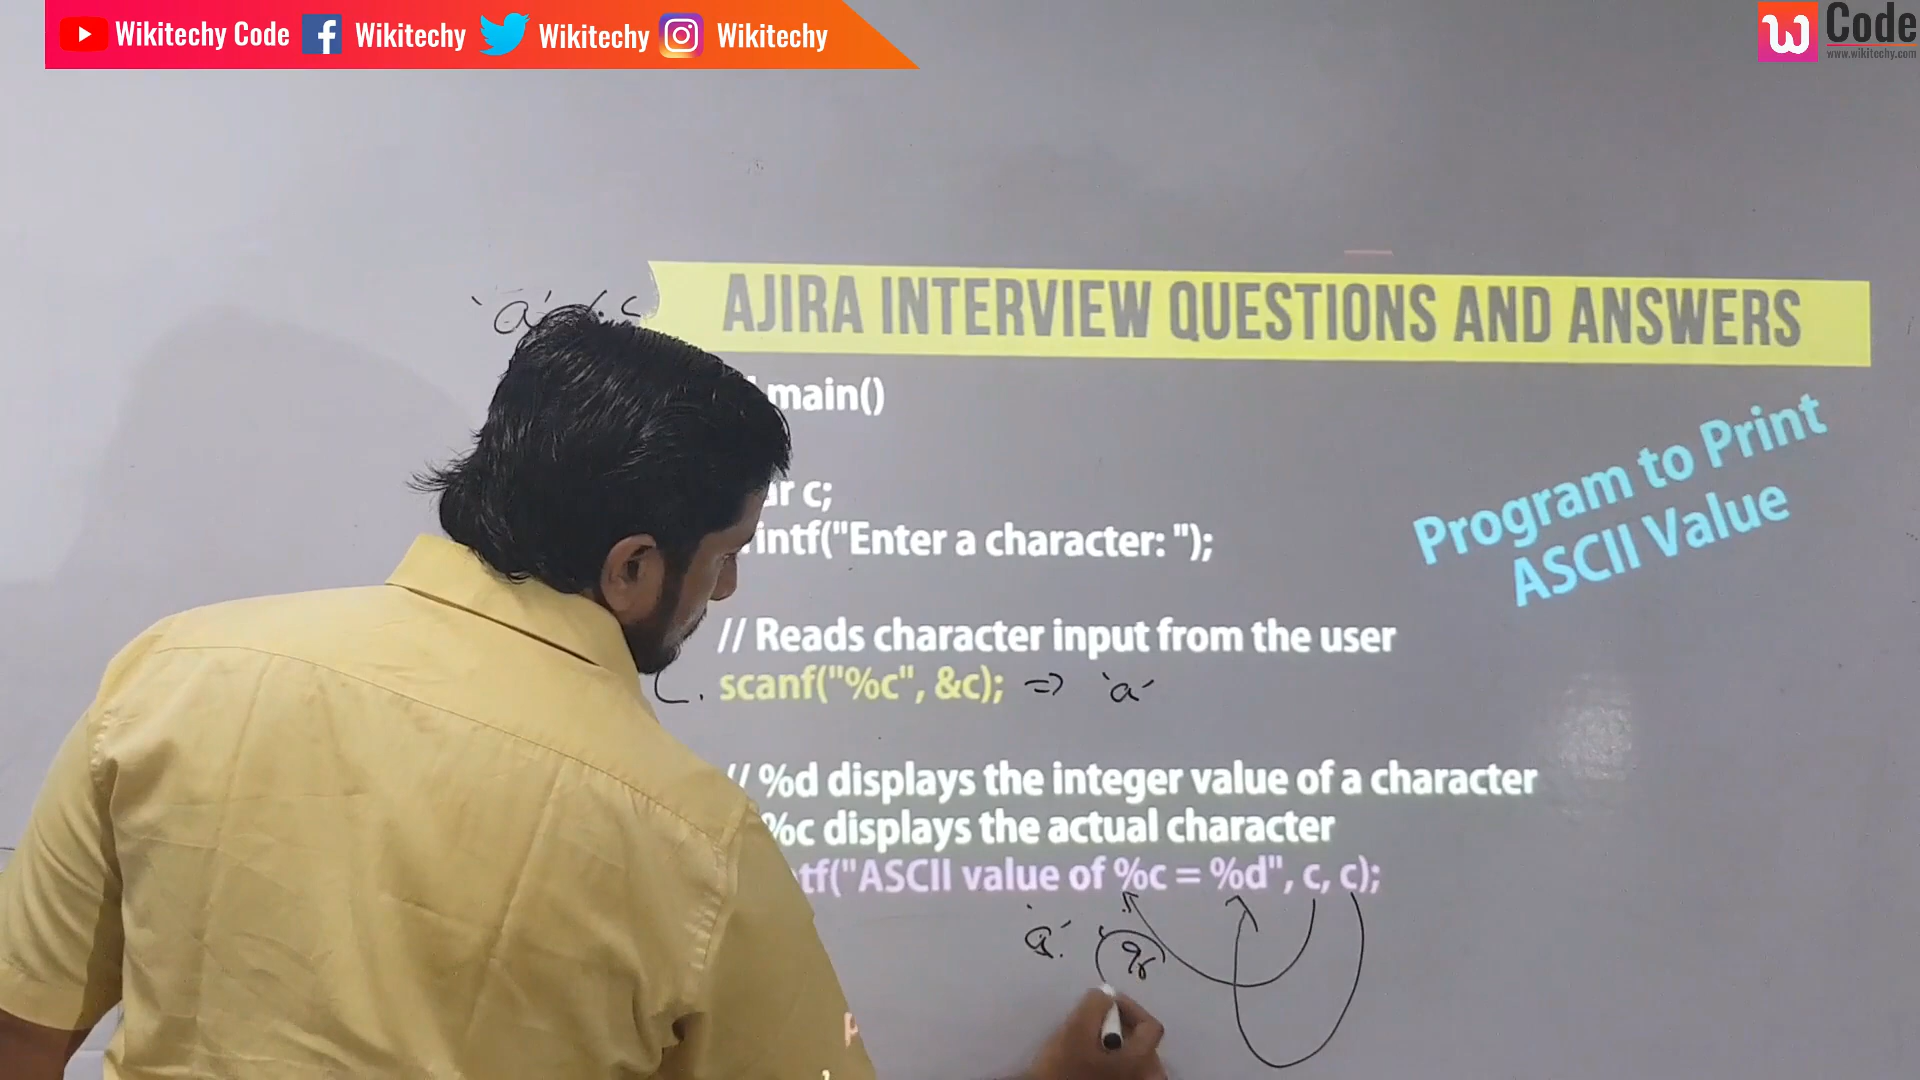 Wikitechy Code Wikitechy Wikitechy Wikitechy
Code
www.wikitechy.com
AJIRA INTERVIEW QUESTIONS AND ANSWERS
'a' c
main()
r c;
intf("Enter a character: ");
Program to Print
ASCII Value
// Reads character input from the user
scanf("%c", &c); => 'a'
// %d displays the integer value of a character
%c displays the actual character
tf("ASCII value of %c = %d", c, c);